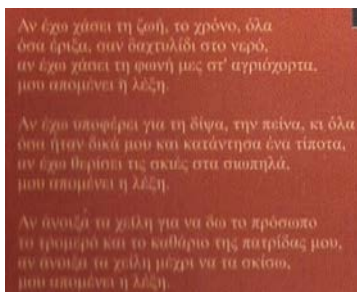 Αν έχω χάσει τη ζωή, το χρόνο, όλα
όσα έριξα, σαν δαχτυλίδι στο νερό,
αν έχω χάσει τη φωνή μες στ' αγριόχορτα,
μου απομένει η λέξη.
Αν έχω υποφέρει για τη δίψα, την πείνα, κι όλα
όσα ήταν δικά μου και κατάντησα ένα τίποτα,
αν έχω θερίσει τις σκιές στα σιωπηλά,
μου απομένει η λέξη.
Αν άνοιξα τα χείλη για να δω το πρόσωπο
το τρομερό και το καθάριο της πατρίδας μου,
αν άνοιξα τα χείλη μέχρι να τα σκίσω,
μου απομένει η λέξη.